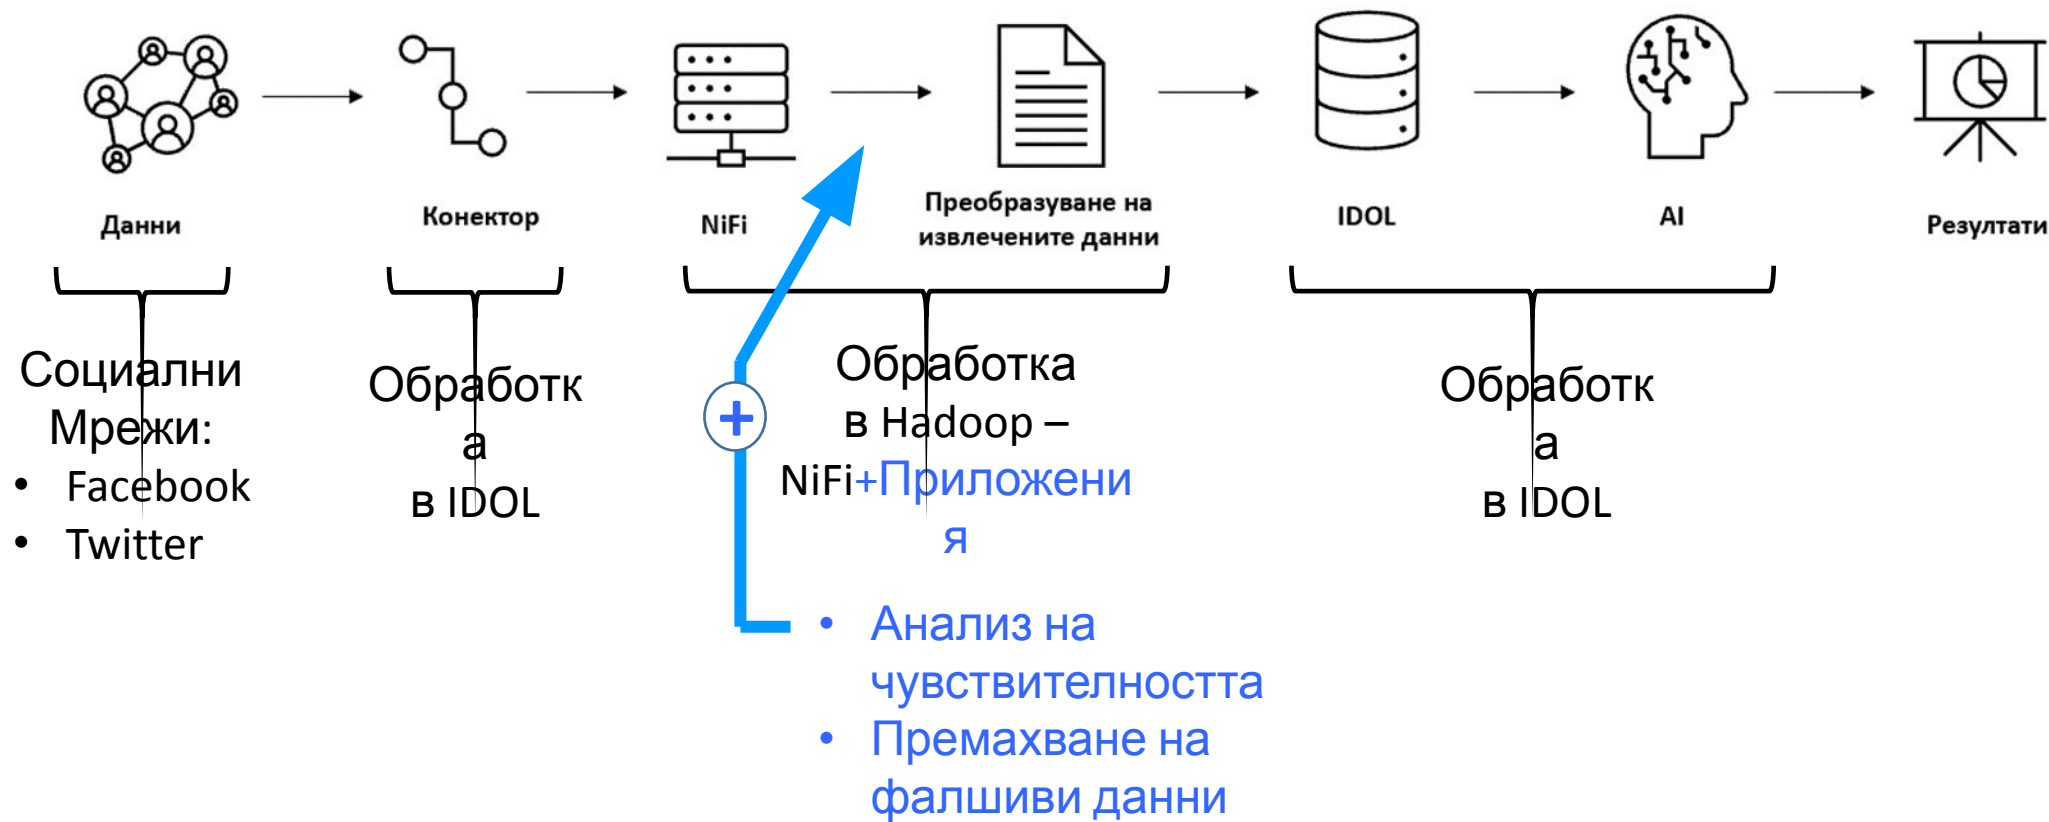 Данни
Конектор
NiFi
Преобразуване на
извлечените данни
IDOL
AI
Резултати
Социални
Мрежи:
• Facebook
• Twitter
Обработк
а
в IDOL
+
Обработка
в Hadoop –
NiFi+Приложени
я
• Анализ на
чувствителността
• Премахване на
фалшиви данни
Обработк
а
в IDOL